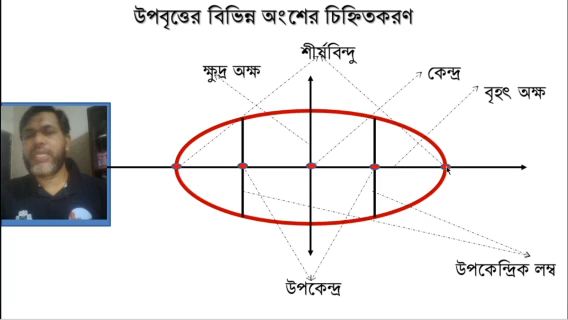 উপবৃত্তের বিভিন্ন অংশের চিহ্নিতকরণ
শীর্ষবিন্দু
ক্ষুদ্র অক্ষ
কেন্দ্র
বৃহৎ অক্ষ
উপকেন্দ্রিক লম্ব
উপকেন্দ্র